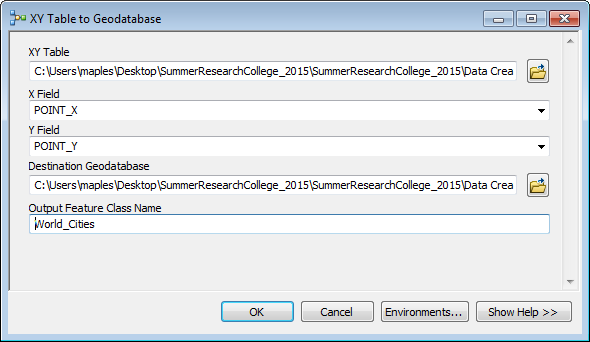 XY Table to Geodatabase
XY Table
C:\Users\maples\Desktop\SummerResearchCollege_2015\SummerResearchCollege_2015\Data Crea
X Field
POINT_X
Y Field
POINT_Y
Destination Geodatabase
C:\Users\maples\Desktop\SummerResearchCollege_2015\SummerResearchCollege_2015\Data Crea
Output Feature Class Name
World_Cities
OK Cancel Environments... Show Help >>